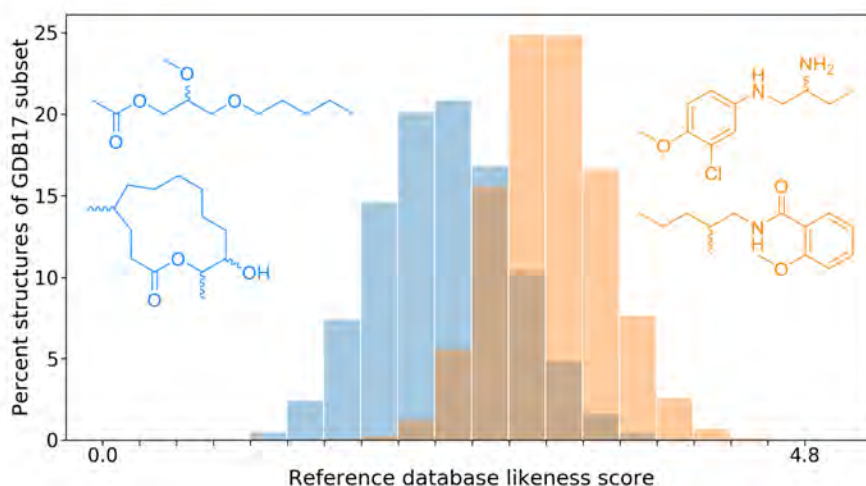 25
20
15
10
5
0
Percent structures of GDB17 subset
0.0
4.8
Reference database likeness score
O
O
O
O
O
O
OH
H
N
NH₂
O
Cl
O
N
H
O